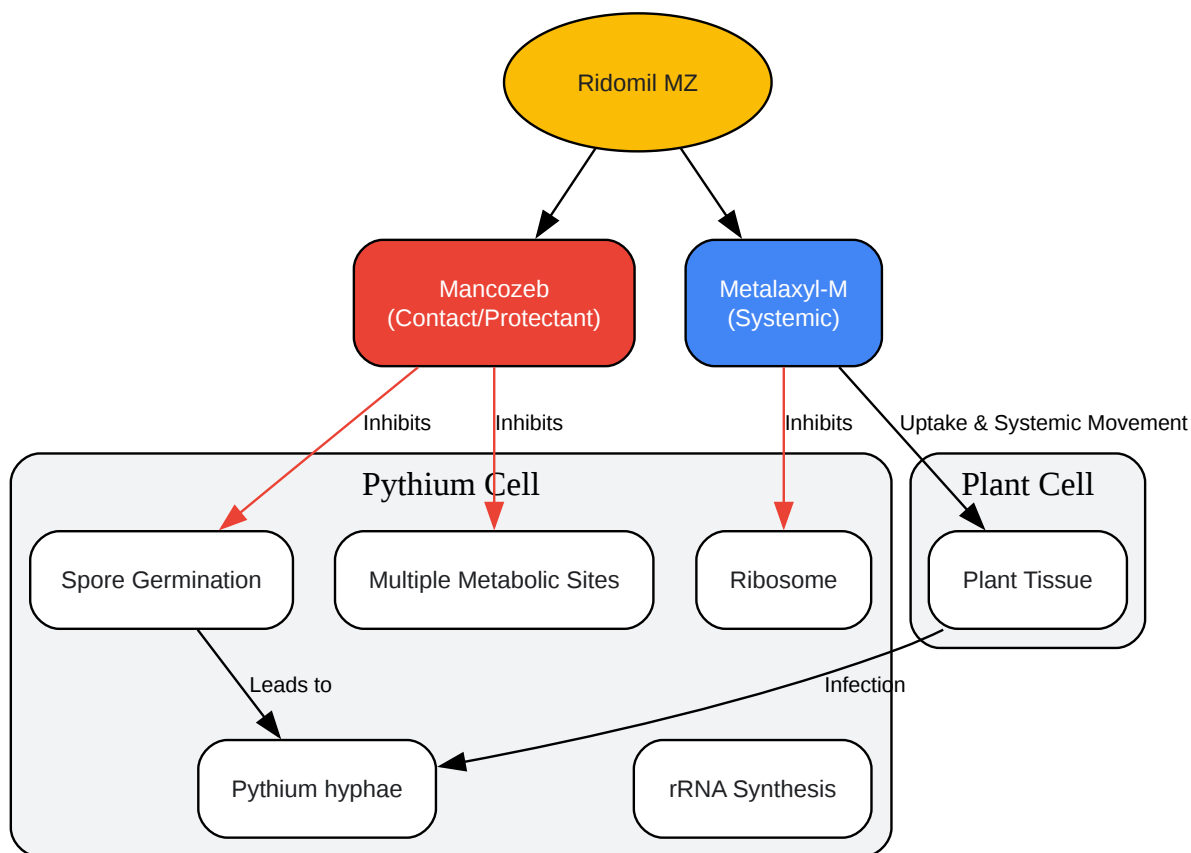 Ridomil MZ
Mancozeb
(Contact/Protectant)
Metalaxyl-M
(Systemic)
Inhibits
Inhibits
Inhibits
Uptake & Systemic Movement
Pythium Cell
Plant Cell
Spore Germination
Multiple Metabolic Sites
Ribosome
Plant Tissue
Leads to
Infection
Pythium hyphae
rRNA Synthesis